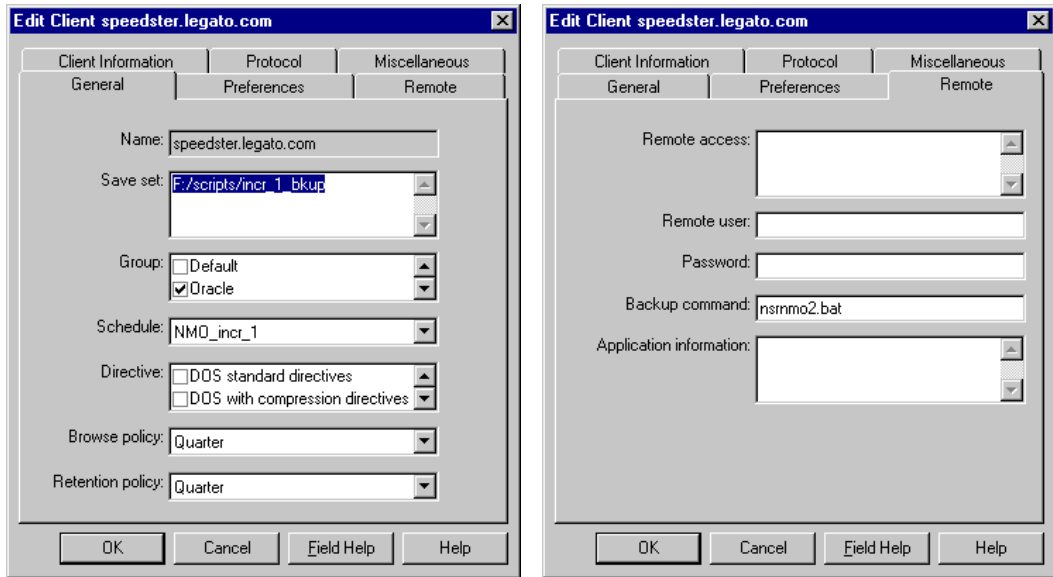 Edit Client speedster.legato.com
Client Information Protocol Miscellaneous
General Preferences Remote
Name: speedster.legato.com
Save set: F:/scripts/incr_1_bkup
Group: Default
Oracle
Schedule: NMO_incr_1
Directive: DOS standard directives
DOS with compression directives
Browse policy: Quarter
Retention policy: Quarter
OK Cancel Field Help Help
Edit Client speedster.legato.com
Client Information Protocol Miscellaneous
General Preferences Remote
Remote access:
Remote user:
Password:
Backup command: nsrnmo2.bat
Application information:
OK Cancel Field Help Help